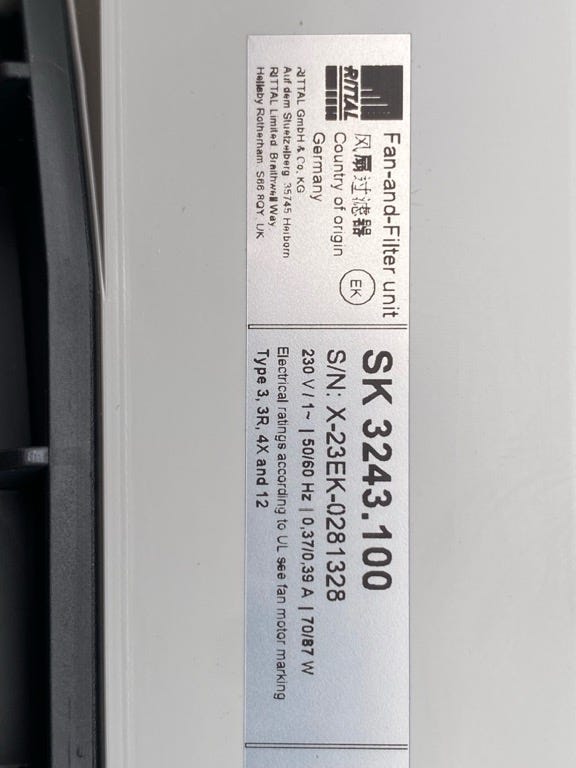 RITTAL
Fan-and-Filter unit
风扇过滤器
Country of origin
Germany
EK
RITTAL GmbH & Co. KG
Auf dem Stuetzelberg 35745 Herborn
RITTAL Limited Braithwell Way
Hellaby Rotherham. S66 8QY. UK
SK 3243.100
S/N: X-23EK-0281328
230 V / 1~ | 50/60 Hz | 0,37/0,39 A | 70/87 W
Electrical ratings according to UL see fan motor marking
Type 3, 3R, 4X and 12